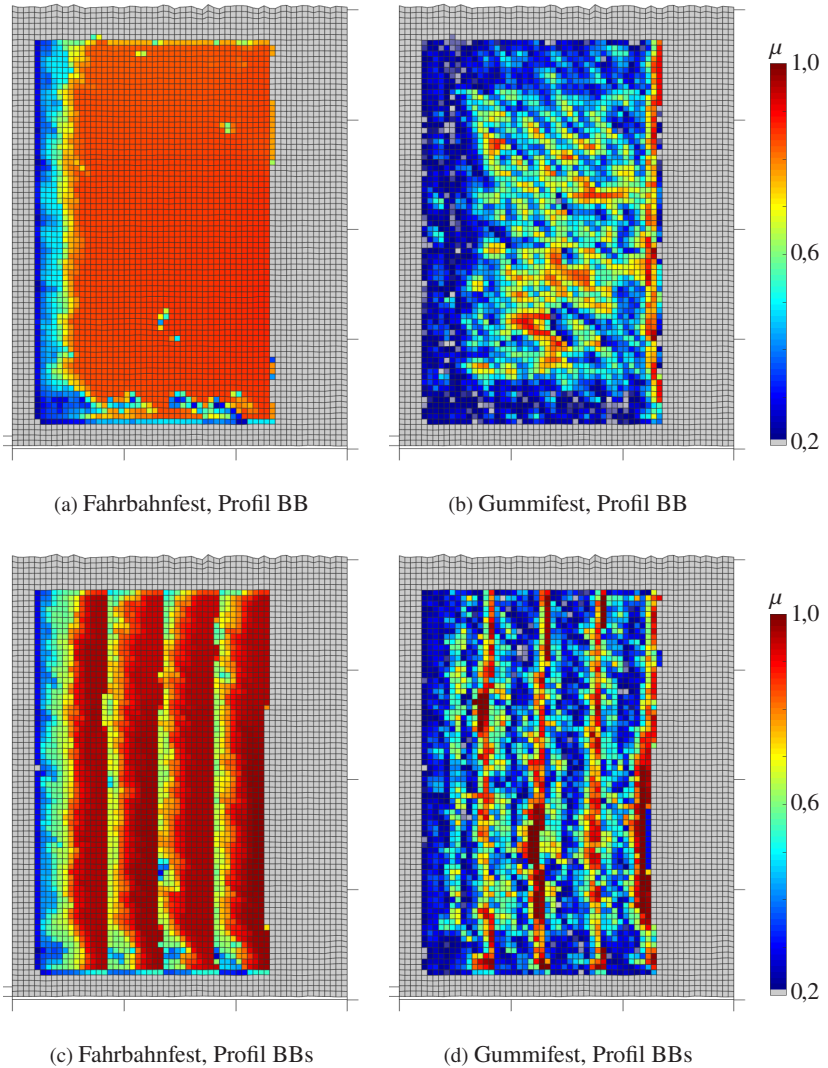 μ
1,0
0,6
0,2
(a) Fahrbahnfest, Profil BB
(b) Gummifest, Profil BB
μ
1,0
0,6
0,2
(c) Fahrbahnfest, Profil BBs
(d) Gummifest, Profil BBs